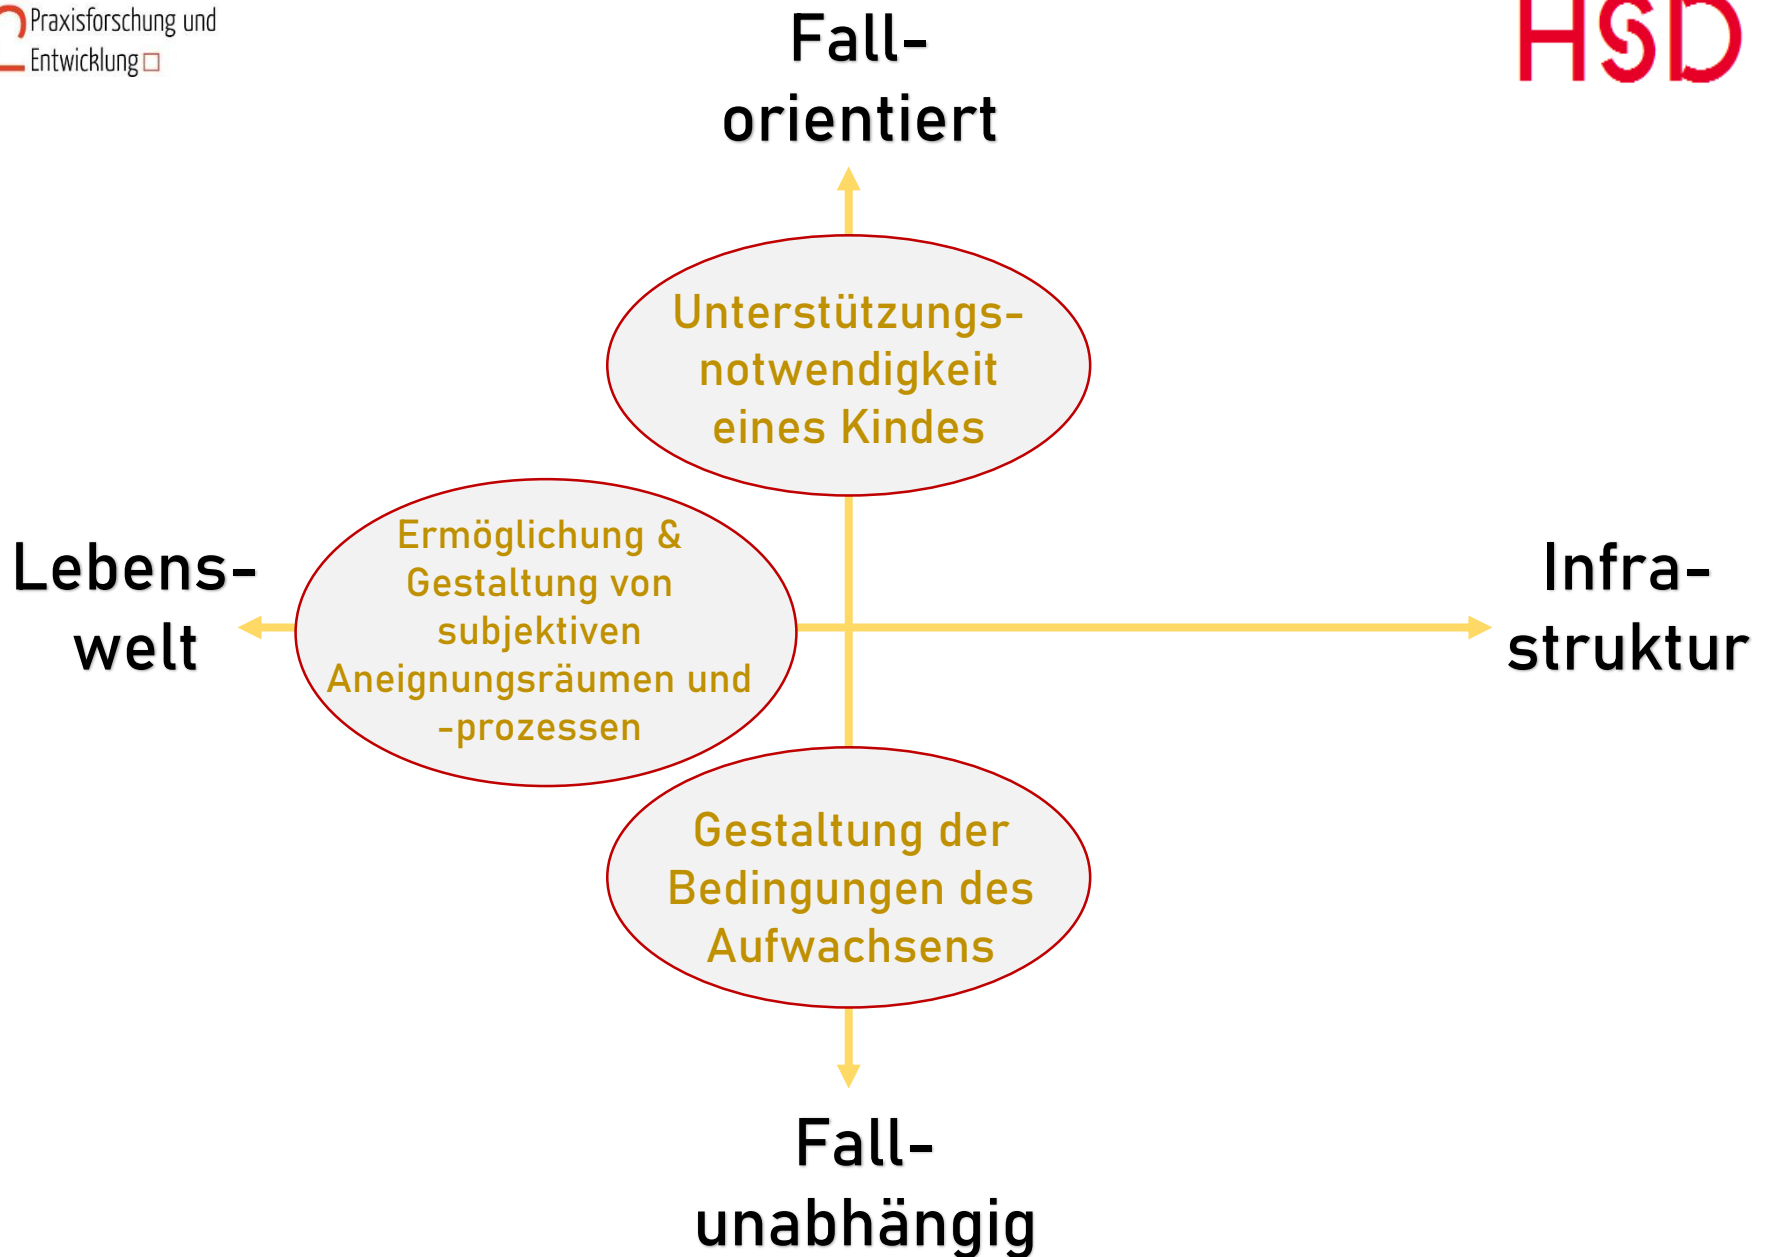 Praxisforschung und
Entwicklung
HSD
Fall-
orientiert
Unterstützungs-
notwendigkeit
eines Kindes
Lebens-
welt
Ermöglichung &
Gestaltung von
subjektiven
Aneignungsräumen und
-prozessen
Infra-
struktur
Gestaltung der
Bedingungen des
Aufwachsens
Fall-
unabhängig